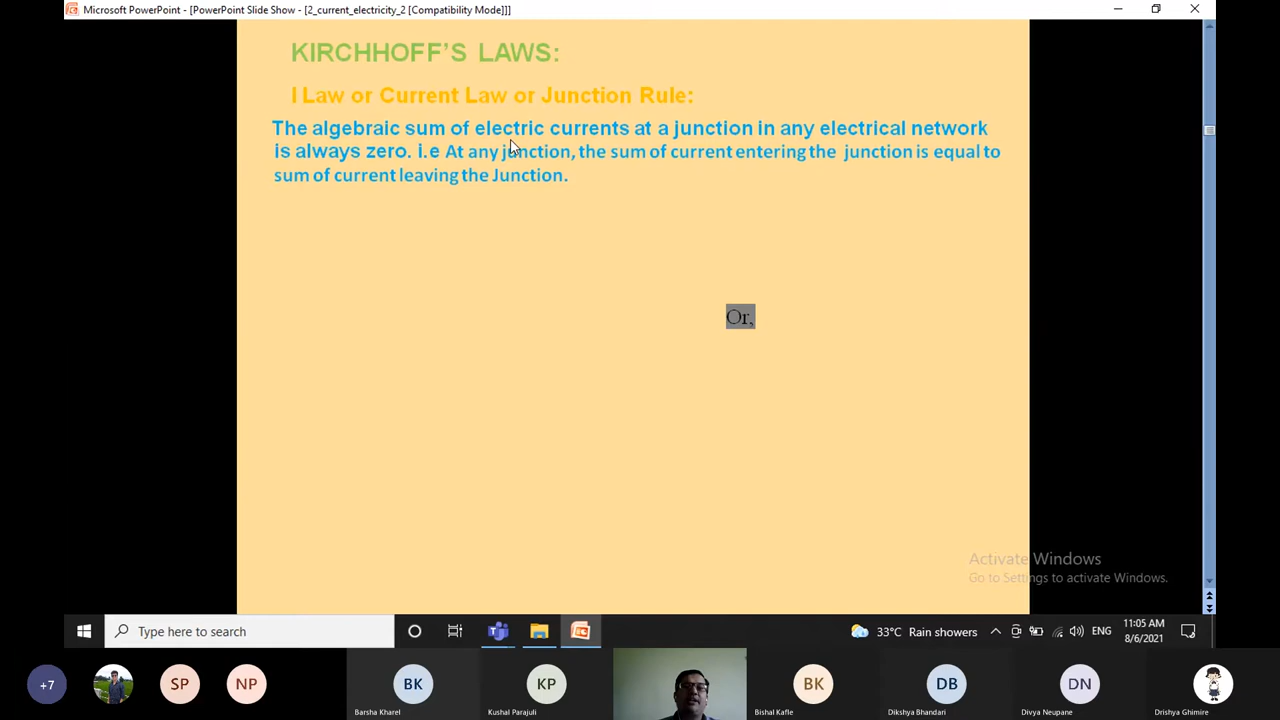 Microsoft PowerPoint - [PowerPoint Slide Show - [2_current_electricity_2 [Compatibility Mode]]]
KIRCHHOFF'S LAWS:
I Law or Current Law or Junction Rule:
The algebraic sum of electric currents at a junction in any electrical network
is always zero. i.e At any junction, the sum of current entering the junction is equal to
sum of current leaving the Junction.
Or,
Activate Windows
Go to Settings to activate Windows.
Type here to search
33°C Rain showers
ENG
11:05 AM
8/6/2021
+7
SP
NP
BK
KP
BK
DB
DN
Barsha Kharel
Kushal Parajuli
Bishal Kafle
Dikshya Bhandari
Divya Neupane
Drishya Ghimire